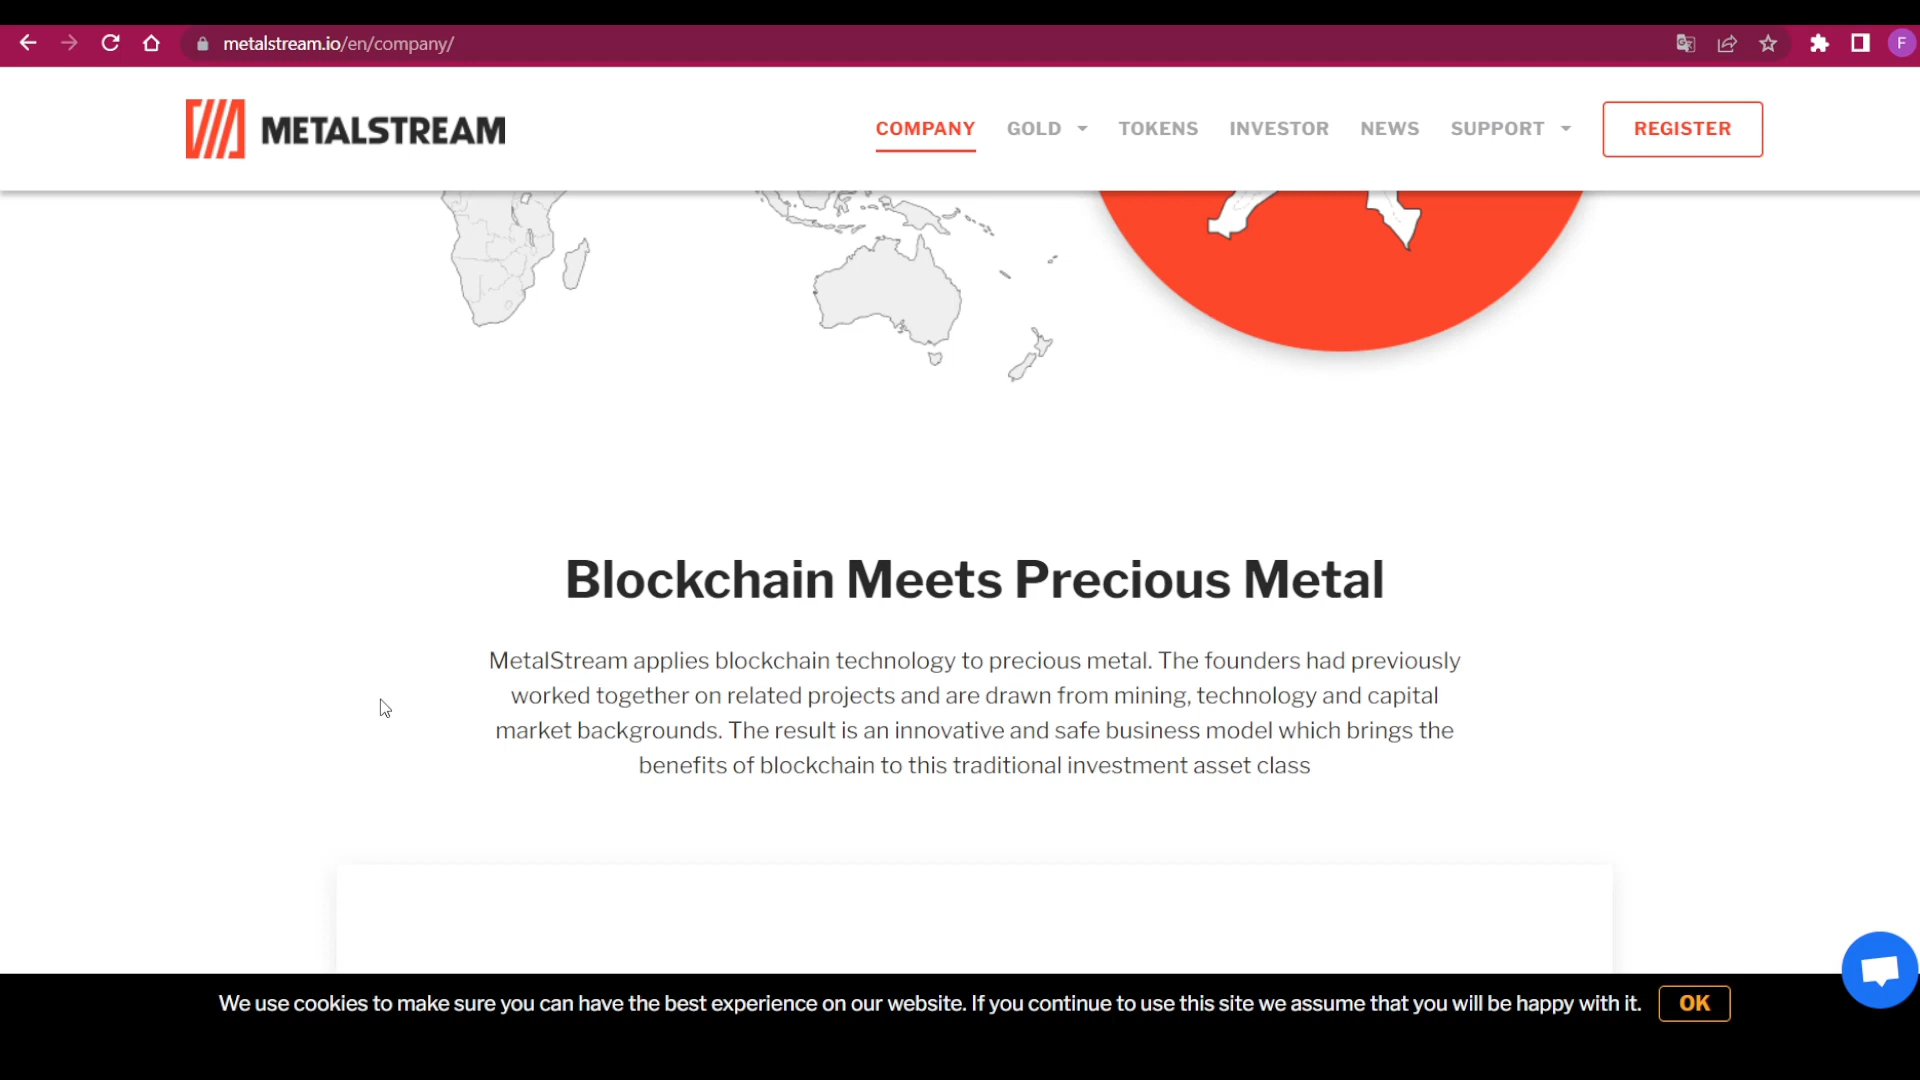 metalstream.io/en/company/
F
METALSTREAM
COMPANY
GOLD
TOKENS
INVESTOR
NEWS
SUPPORT
REGISTER
Blockchain Meets Precious Metal
MetalStream applies blockchain technology to precious metal. The founders had previously
worked together on related projects and are drawn from mining, technology and capital
market backgrounds. The result is an innovative and safe business model which brings the
benefits of blockchain to this traditional investment asset class
We use cookies to make sure you can have the best experience on our website. If you continue to use this site we assume that you will be happy with it.
OK